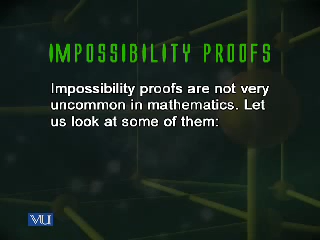 IMPOSSIBILITY PROOFS
Impossibility proofs are not very
uncommon in mathematics. Let
us look at some of them:
VU